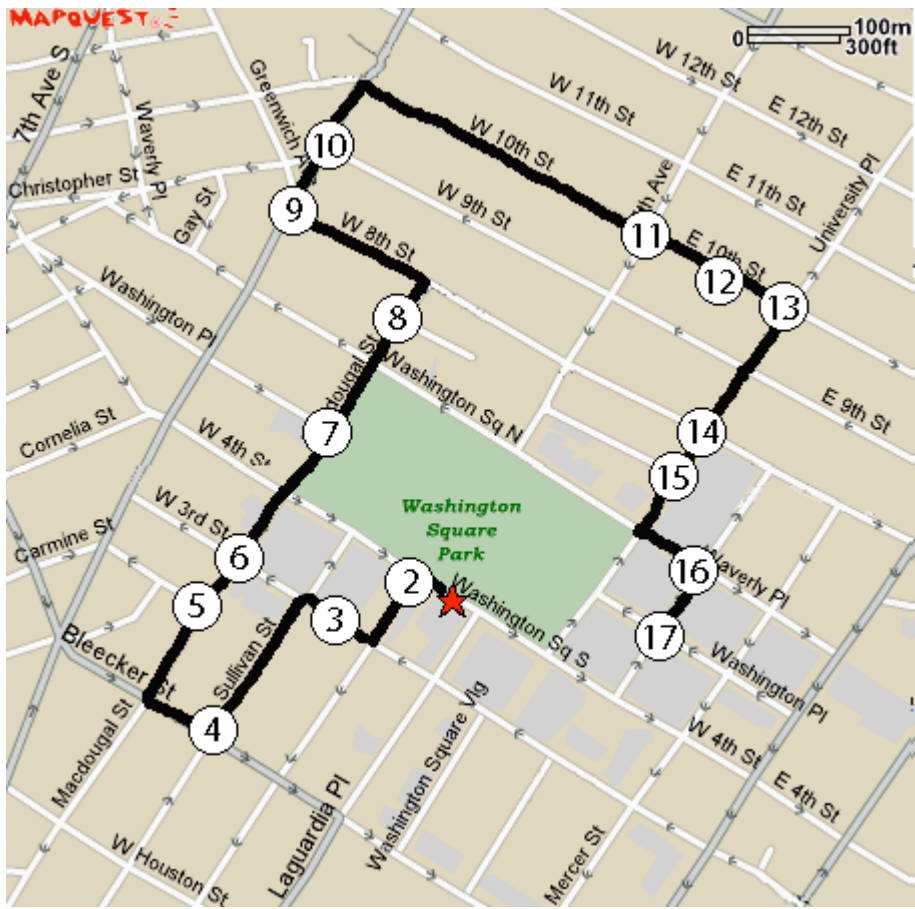 MAPQUEST
100m
0
300ft
7th Ave S
W 12th St
Greenwich A
W 11th St
E 12th St
Waverly Pl
10
W 10th St
Christopher St
W 9th St
th Ave
E 11th St
University Pl
Gay St
9
W 8th St
11
E 10th St
12
13
Washington Pl
8
dougal St
Washington Sq N
E 9th St
Cornelia St
W 4th St
7
14
15
W 3rd St
Washington
Square
Park
Carmine St
6
2
16
Waverly Pl
5
3
Washington Sq S
17
Bleecker St
Sullivan St
Washington Pl
4
Macdougal St
Washington Square Vlg
W 4th St
E 4th St
Laguardia Pl
W Houston St
Mercer St